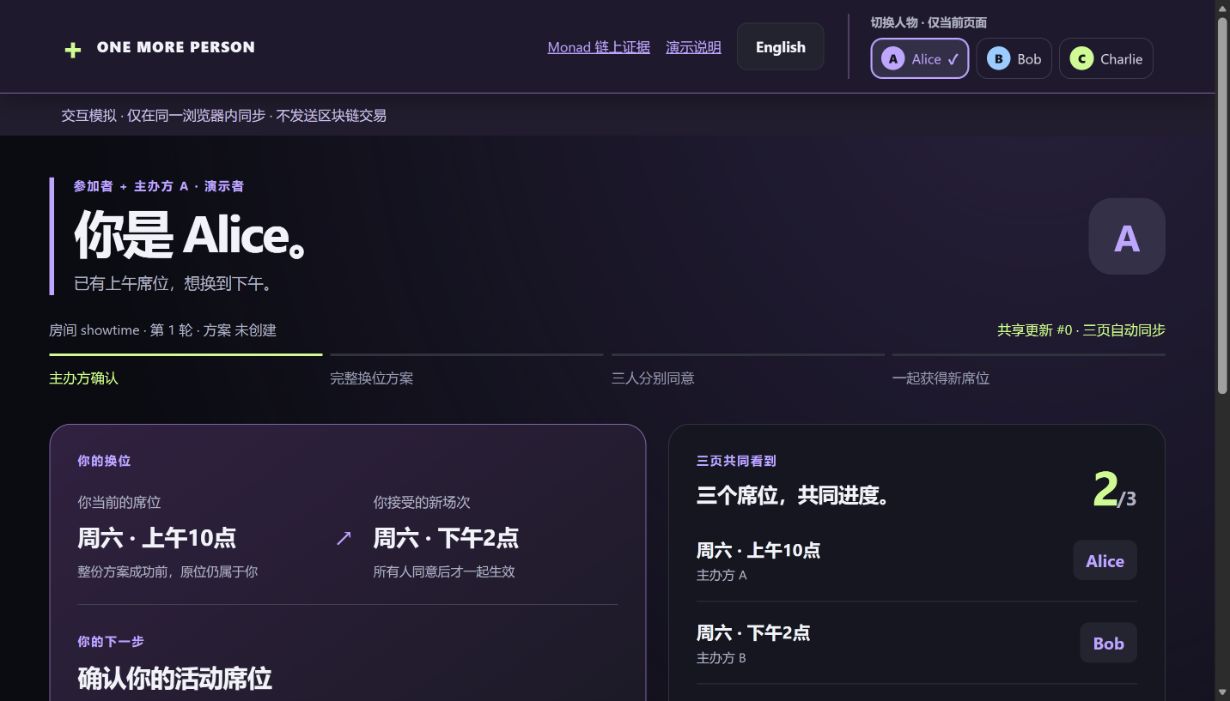 ONE MORE PERSON
Monad 链上证据
演示说明
English
切换人物 · 仅当前页面
A Alice ✓
B Bob
C Charlie
交互模拟 · 仅在同一浏览器内同步 · 不发送区块链交易
参加者 + 主办方 A · 演示者
你是 Alice。
已有上午席位，想换到下午。
A
房间 showtime · 第 1 轮 · 方案 未创建
共享更新 #0 · 三页自动同步
主办方确认
完整换位方案
三人分别同意
一起获得新席位
你的换位
你当前的席位
周六 · 上午10点
整份方案成功前，原位仍属于你
↗
你接受的新场次
周六 · 下午2点
所有人同意后才一起生效
你的下一步
确认你的活动席位
三页共同看到
三个席位，共同进度。
2/3
周六 · 上午10点
主办方 A
Alice
周六 · 下午2点
主办方 B
Bob